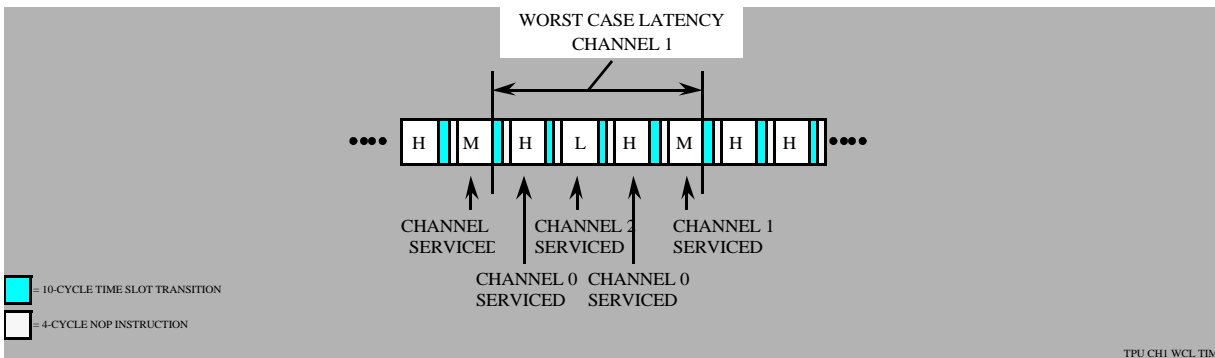 WORST CASE LATENCY
CHANNEL 1
H M H L H M H H
CHANNEL
SERVICED
CHANNEL 2
SERVICED
CHANNEL 1
SERVICED
CHANNEL 0
SERVICED
CHANNEL 0
SERVICED
= 10-CYCLE TIME SLOT TRANSITION
= 4-CYCLE NOP INSTRUCTION
TPU CH1 WCL TIM